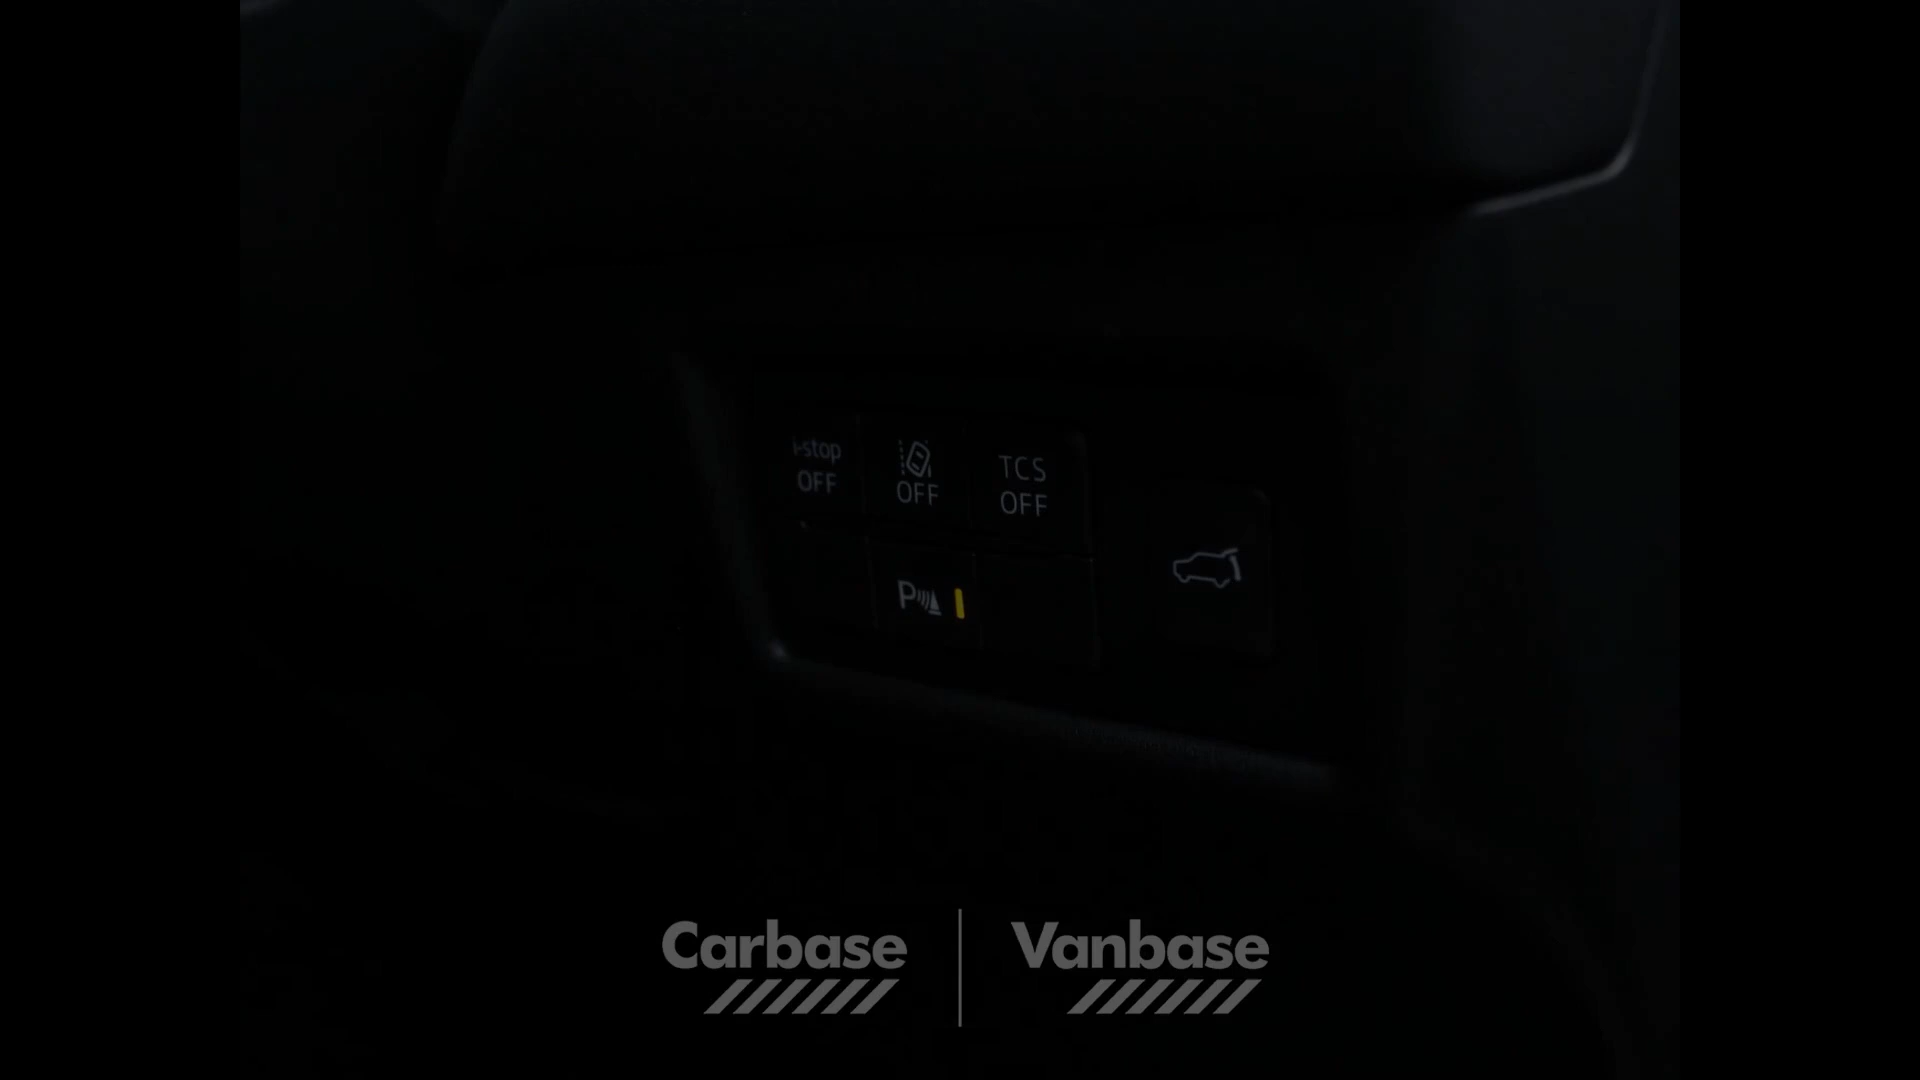 i-stop
OFF
OFF
TCS
OFF
P
Carbase
Vanbase